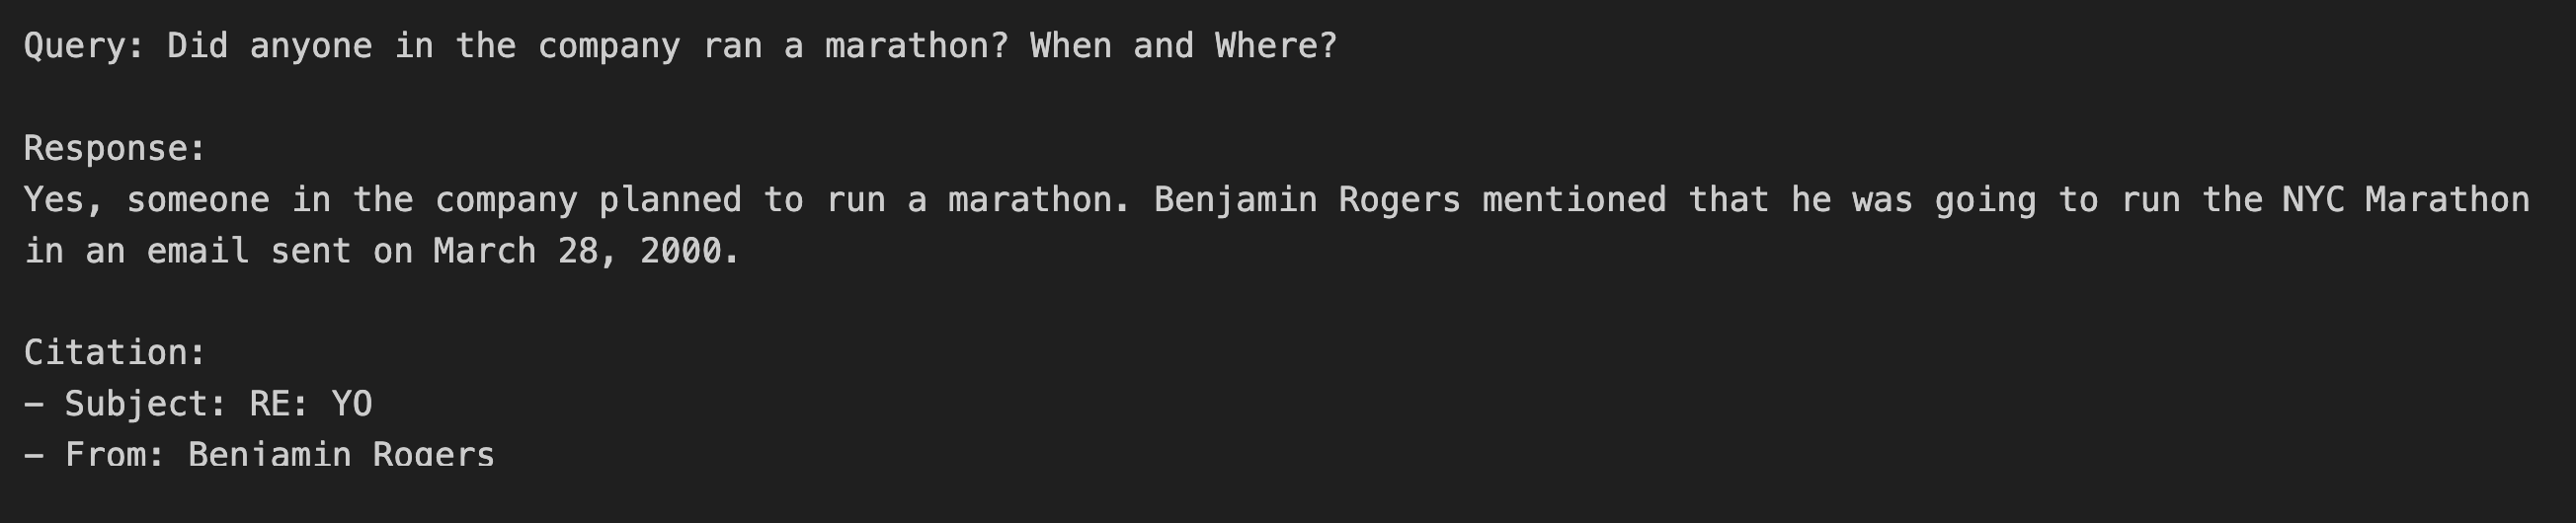 Query: Did anyone in the company ran a marathon? When and Where?
Response:
Yes, someone in the company planned to run a marathon. Benjamin Rogers mentioned that he was going to run the NYC Marathon
in an email sent on March 28, 2000.
Citation:
– Subject: RE: YO
– From: Benjamin Rogers